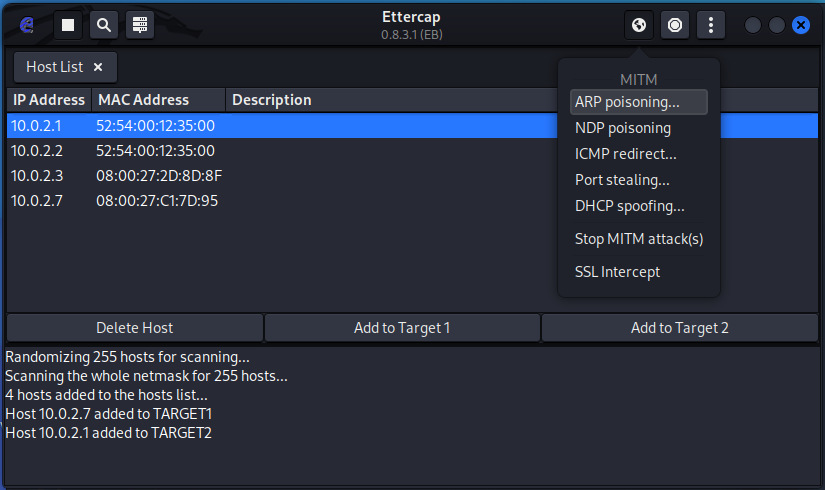 Ettercap
0.8.3.1 (EB)
Host List ×
IP Address MAC Address Description
10.0.2.1 52:54:00:12:35:00
10.0.2.2 52:54:00:12:35:00
10.0.2.3 08:00:27:2D:8D:8F
10.0.2.7 08:00:27:C1:7D:95
MITM
ARP poisoning...
NDP poisoning
ICMP redirect...
Port stealing...
DHCP spoofing...
Stop MITM attack(s)
SSL Intercept
Delete Host Add to Target 1 Add to Target 2
Randomizing 255 hosts for scanning...
Scanning the whole netmask for 255 hosts...
4 hosts added to the hosts list...
Host 10.0.2.7 added to TARGET1
Host 10.0.2.1 added to TARGET2